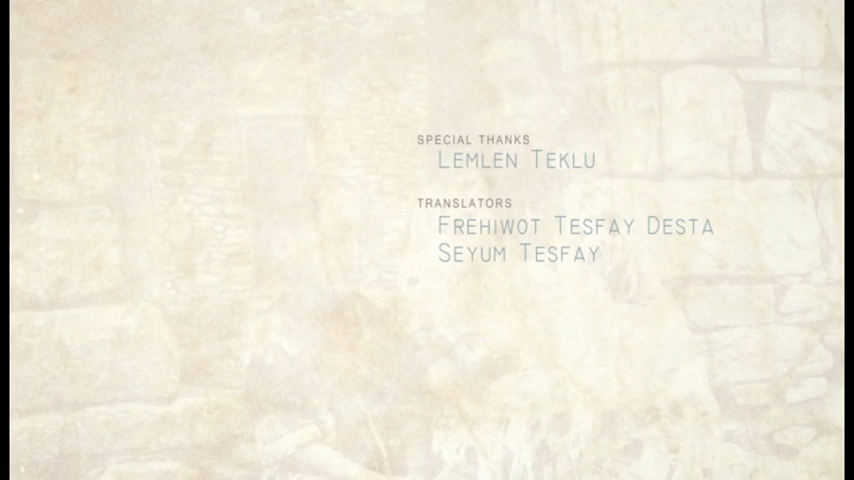 SPECIAL THANKS
LEMLEN TEKLU
TRANSLATORS
FREHIWOT TESFAY DESTA
SEYUM TESFAY